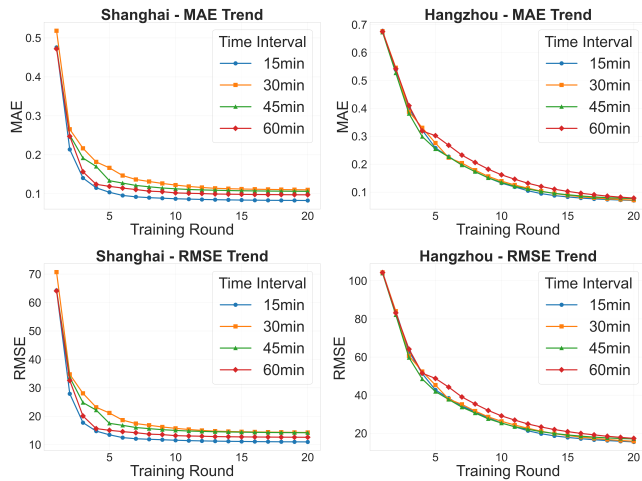 Shanghai - MAE Trend
Time Interval
15min
30min
45min
60min
0.5
0.4
0.3
0.2
0.1
MAE
5
10
15
20
Training Round
Hangzhou - MAE Trend
Time Interval
15min
30min
45min
60min
0.7
0.6
0.5
0.4
0.3
0.2
0.1
MAE
5
10
15
20
Training Round
Shanghai - RMSE Trend
Time Interval
15min
30min
45min
60min
70
60
50
40
30
20
10
RMSE
5
10
15
20
Training Round
Hangzhou - RMSE Trend
Time Interval
15min
30min
45min
60min
100
80
60
40
20
RMSE
5
10
15
20
Training Round